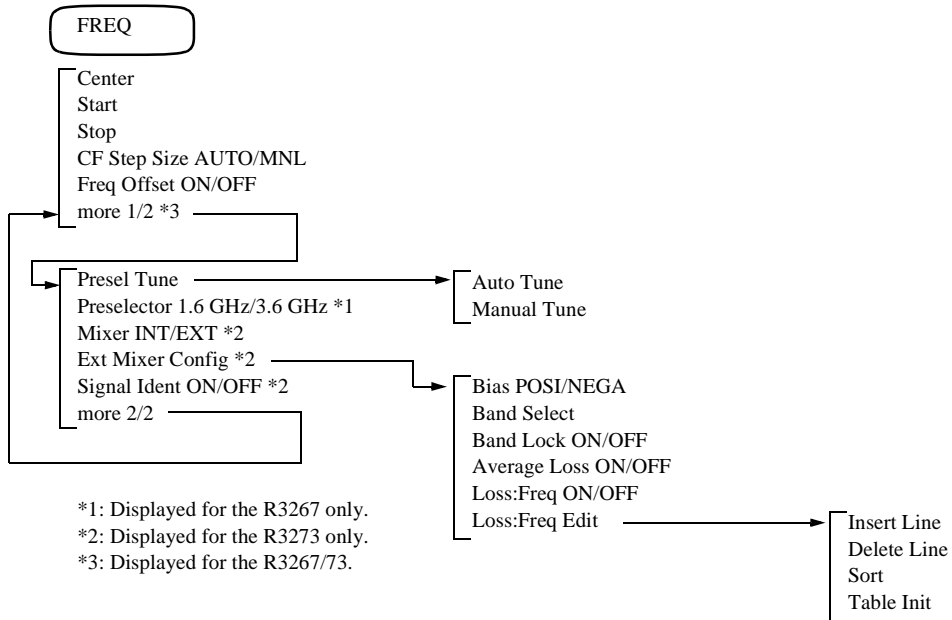 FREQ
Center
Start
Stop
CF Step Size AUTO/MNL
Freq Offset ON/OFF
more 1/2 *3
Presel Tune
Preselector 1.6 GHz/3.6 GHz *1
Mixer INT/EXT *2
Ext Mixer Config *2
Signal Ident ON/OFF *2
more 2/2
Auto Tune
Manual Tune
Bias POSI/NEGA
Band Select
Band Lock ON/OFF
Average Loss ON/OFF
Loss:Freq ON/OFF
Loss:Freq Edit
Insert Line
Delete Line
Sort
Table Init
*1: Displayed for the R3267 only.
*2: Displayed for the R3273 only.
*3: Displayed for the R3267/73.